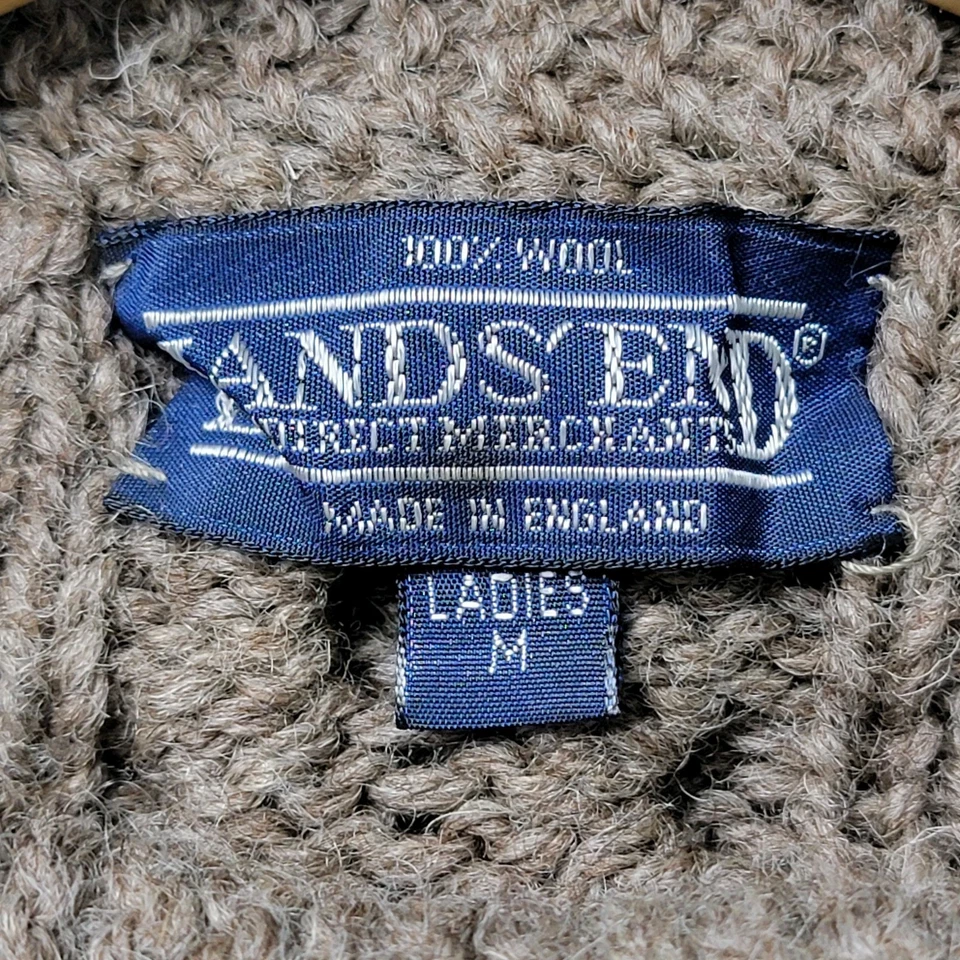 100% WOOL
LANDS' END®
DIRECT MERCHANTS
MADE IN ENGLAND
LADIES
M